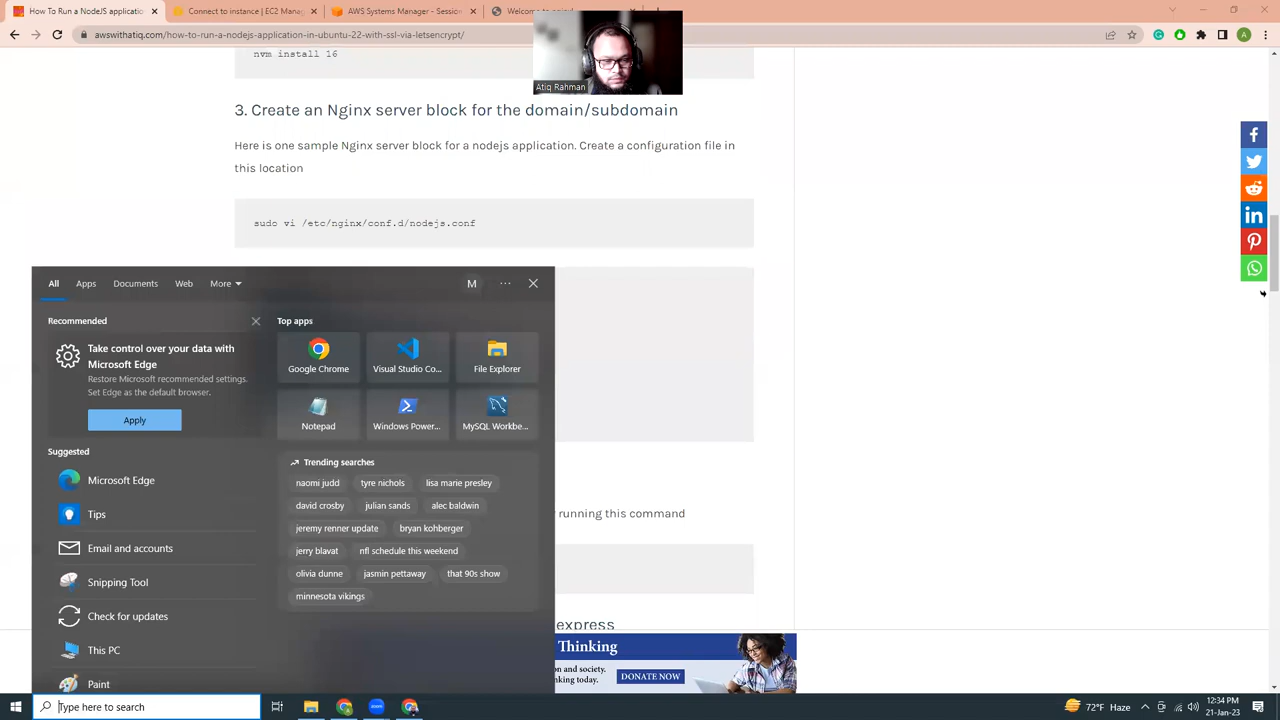 How To Run A NodeJS
Connect to instance | EC2 Manag
AWS Systems Manager - Session
Welcom
awswithatiq.com/how-to-run-a-nodejs-application-in-ubuntu-22-with-ssl-via-letsencrypt/
A
nvm install 16
Atiq Rahman
3. Create an Nginx server block for the domain/subdomain
Here is one sample Nginx server block for a nodejs application. Create a configuration file in
this location
sudo vi /etc/nginx/conf.d/nodejs.conf
All
Apps
Documents
Web
More
M
Recommended
Take control over your data with
Microsoft Edge
Restore Microsoft recommended settings.
Set Edge as the default browser.
Apply
Suggested
Microsoft Edge
Tips
Email and accounts
Snipping Tool
Check for updates
This PC
Paint
Top apps
Google Chrome
Visual Studio Co...
File Explorer
Notepad
Windows Power...
MySQL Workbe...
Trending searches
naomi judd
tyre nichols
lisa marie presley
david crosby
julian sands
alec baldwin
jeremy renner update
bryan kohberger
jerry blavat
nfl schedule this weekend
olivia dunne
jasmin pettaway
that 90s show
minnesota vikings
running this command
express
Thinking
on and society.
nking today.
DONATE NOW
Type here to search
72°F Haze
12:34 PM
21-Jan-23